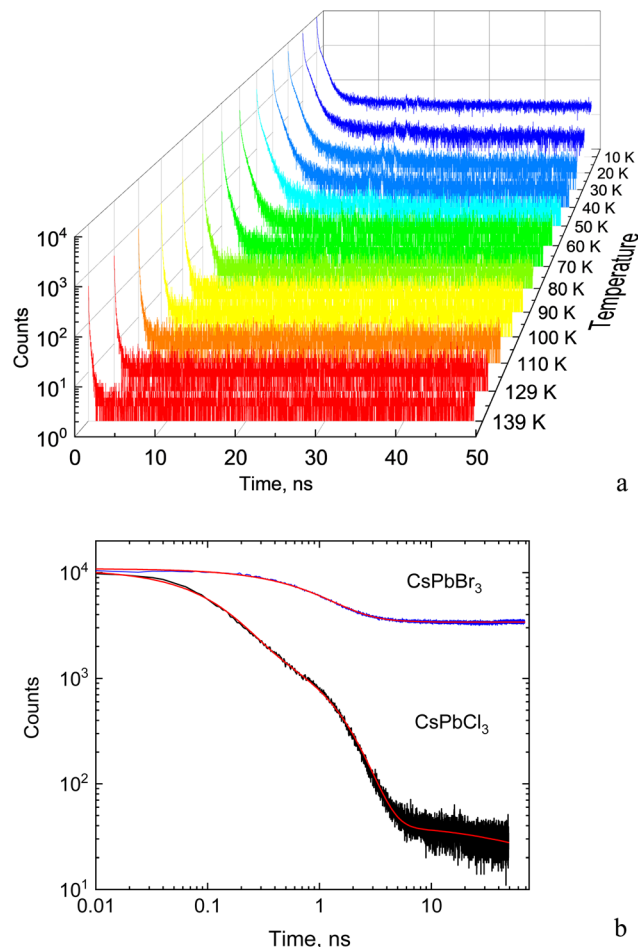 10⁴
10³
10²
10¹
10⁰
Counts
0 10 20 30 40 50
Time, ns
10 K
20 K
30 K
40 K
50 K
60 K
70 K
80 K
90 K
100 K
110 K
129 K
139 K
Temperature
a
10⁴
10³
10²
10¹
Counts
CsPbBr₃
CsPbCl₃
0.01 0.1 1 10
Time, ns
b